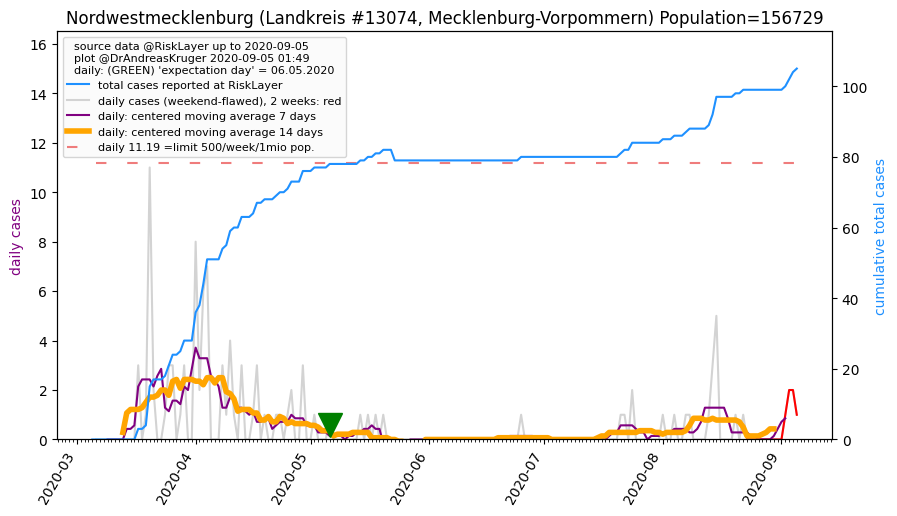 Nordwestmecklenburg (Landkreis #13074, Mecklenburg-Vorpommern) Population=156729
source data @RiskLayer up to 2020-09-05
plot @DrAndreasKruger 2020-09-05 01:49
daily: (GREEN) 'expectation day' = 06.05.2020
total cases reported at RiskLayer
daily cases (weekend-flawed), 2 weeks: red
daily: centered moving average 7 days
daily: centered moving average 14 days
daily 11.19 =limit 500/week/1mio pop.
daily cases
16
14
12
10
8
6
4
2
0
cumulative total cases
100
80
60
40
20
0
2020-03
2020-04
2020-05
2020-06
2020-07
2020-08
2020-09